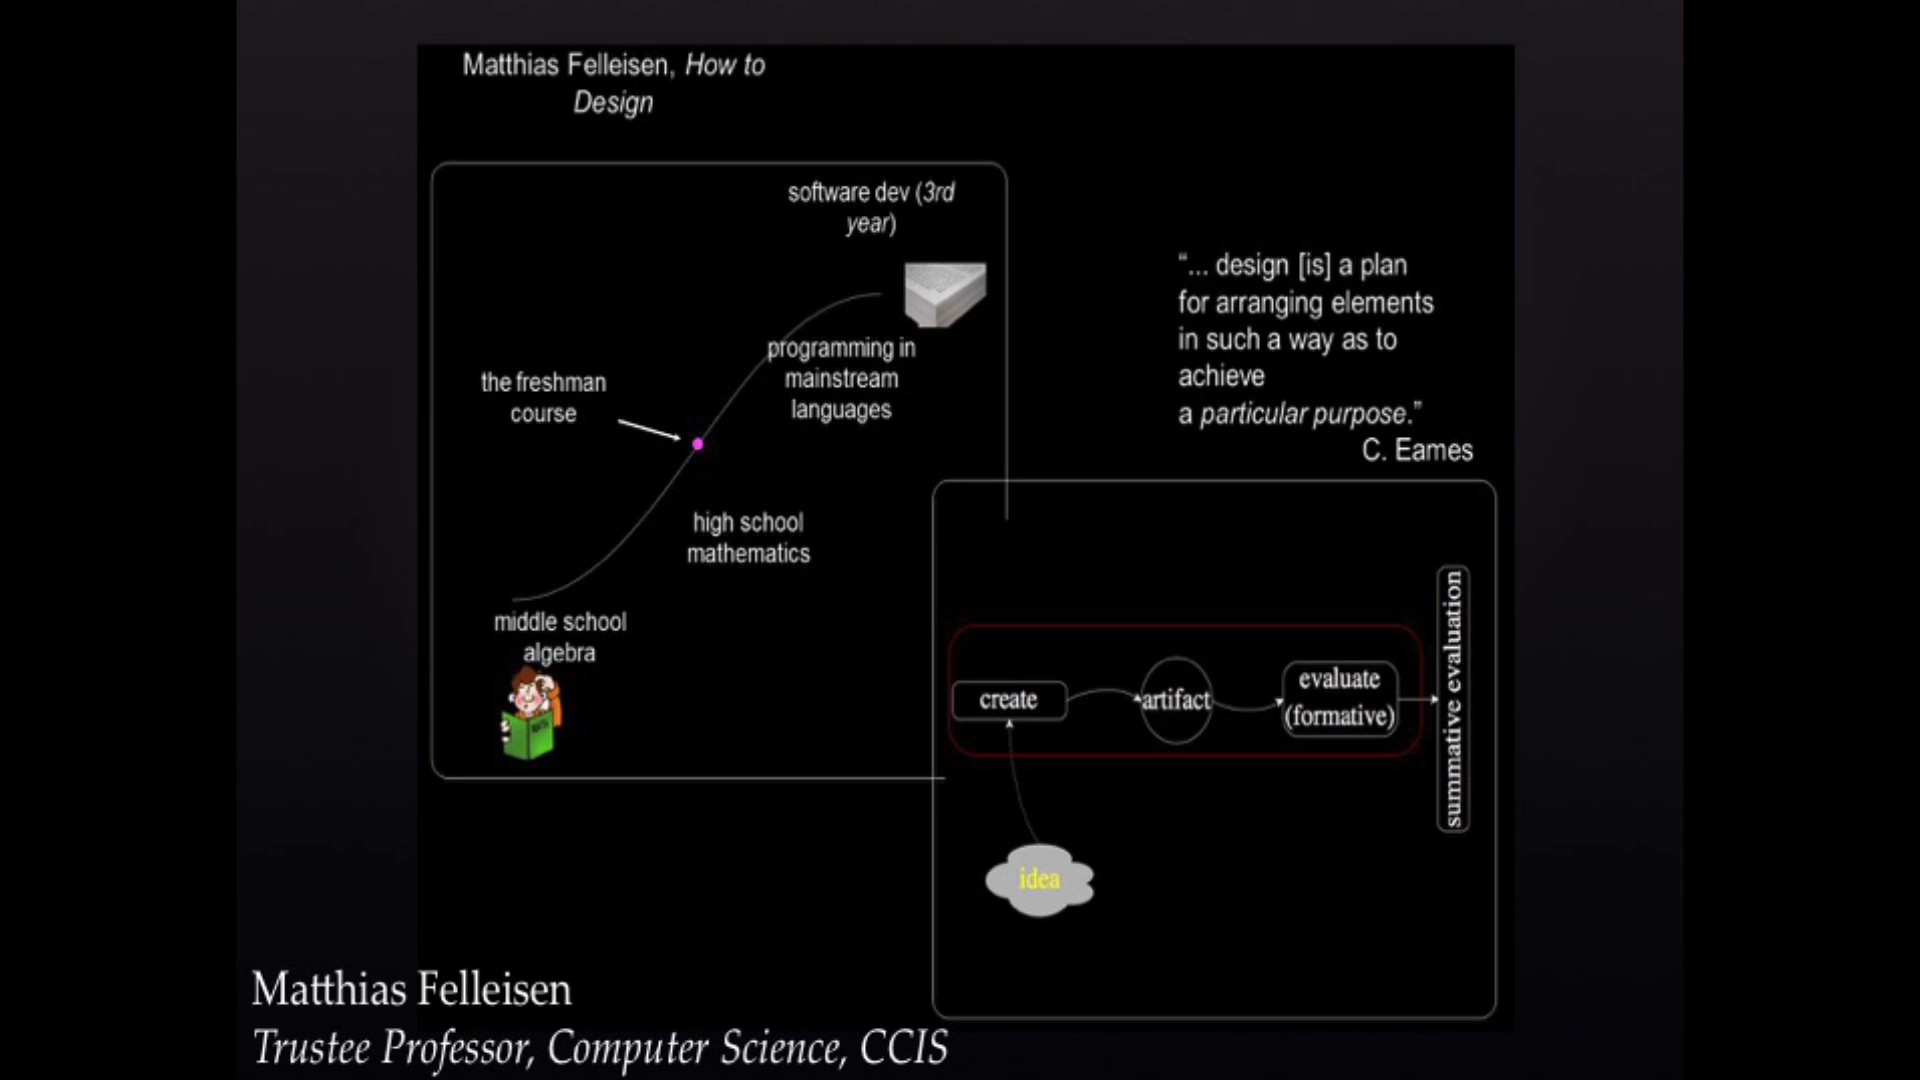 Matthias Felleisen, How to
Design
software dev (3rd
year)
programming in
mainstream
languages
the freshman
course
high school
mathematics
middle school
algebra
"... design [is] a plan
for arranging elements
in such a way as to
achieve
a particular purpose."
C. Eames
create
artifact
evaluate
(formative)
summative evaluation
idea
Matthias Felleisen
Trustee Professor, Computer Science, CCIS